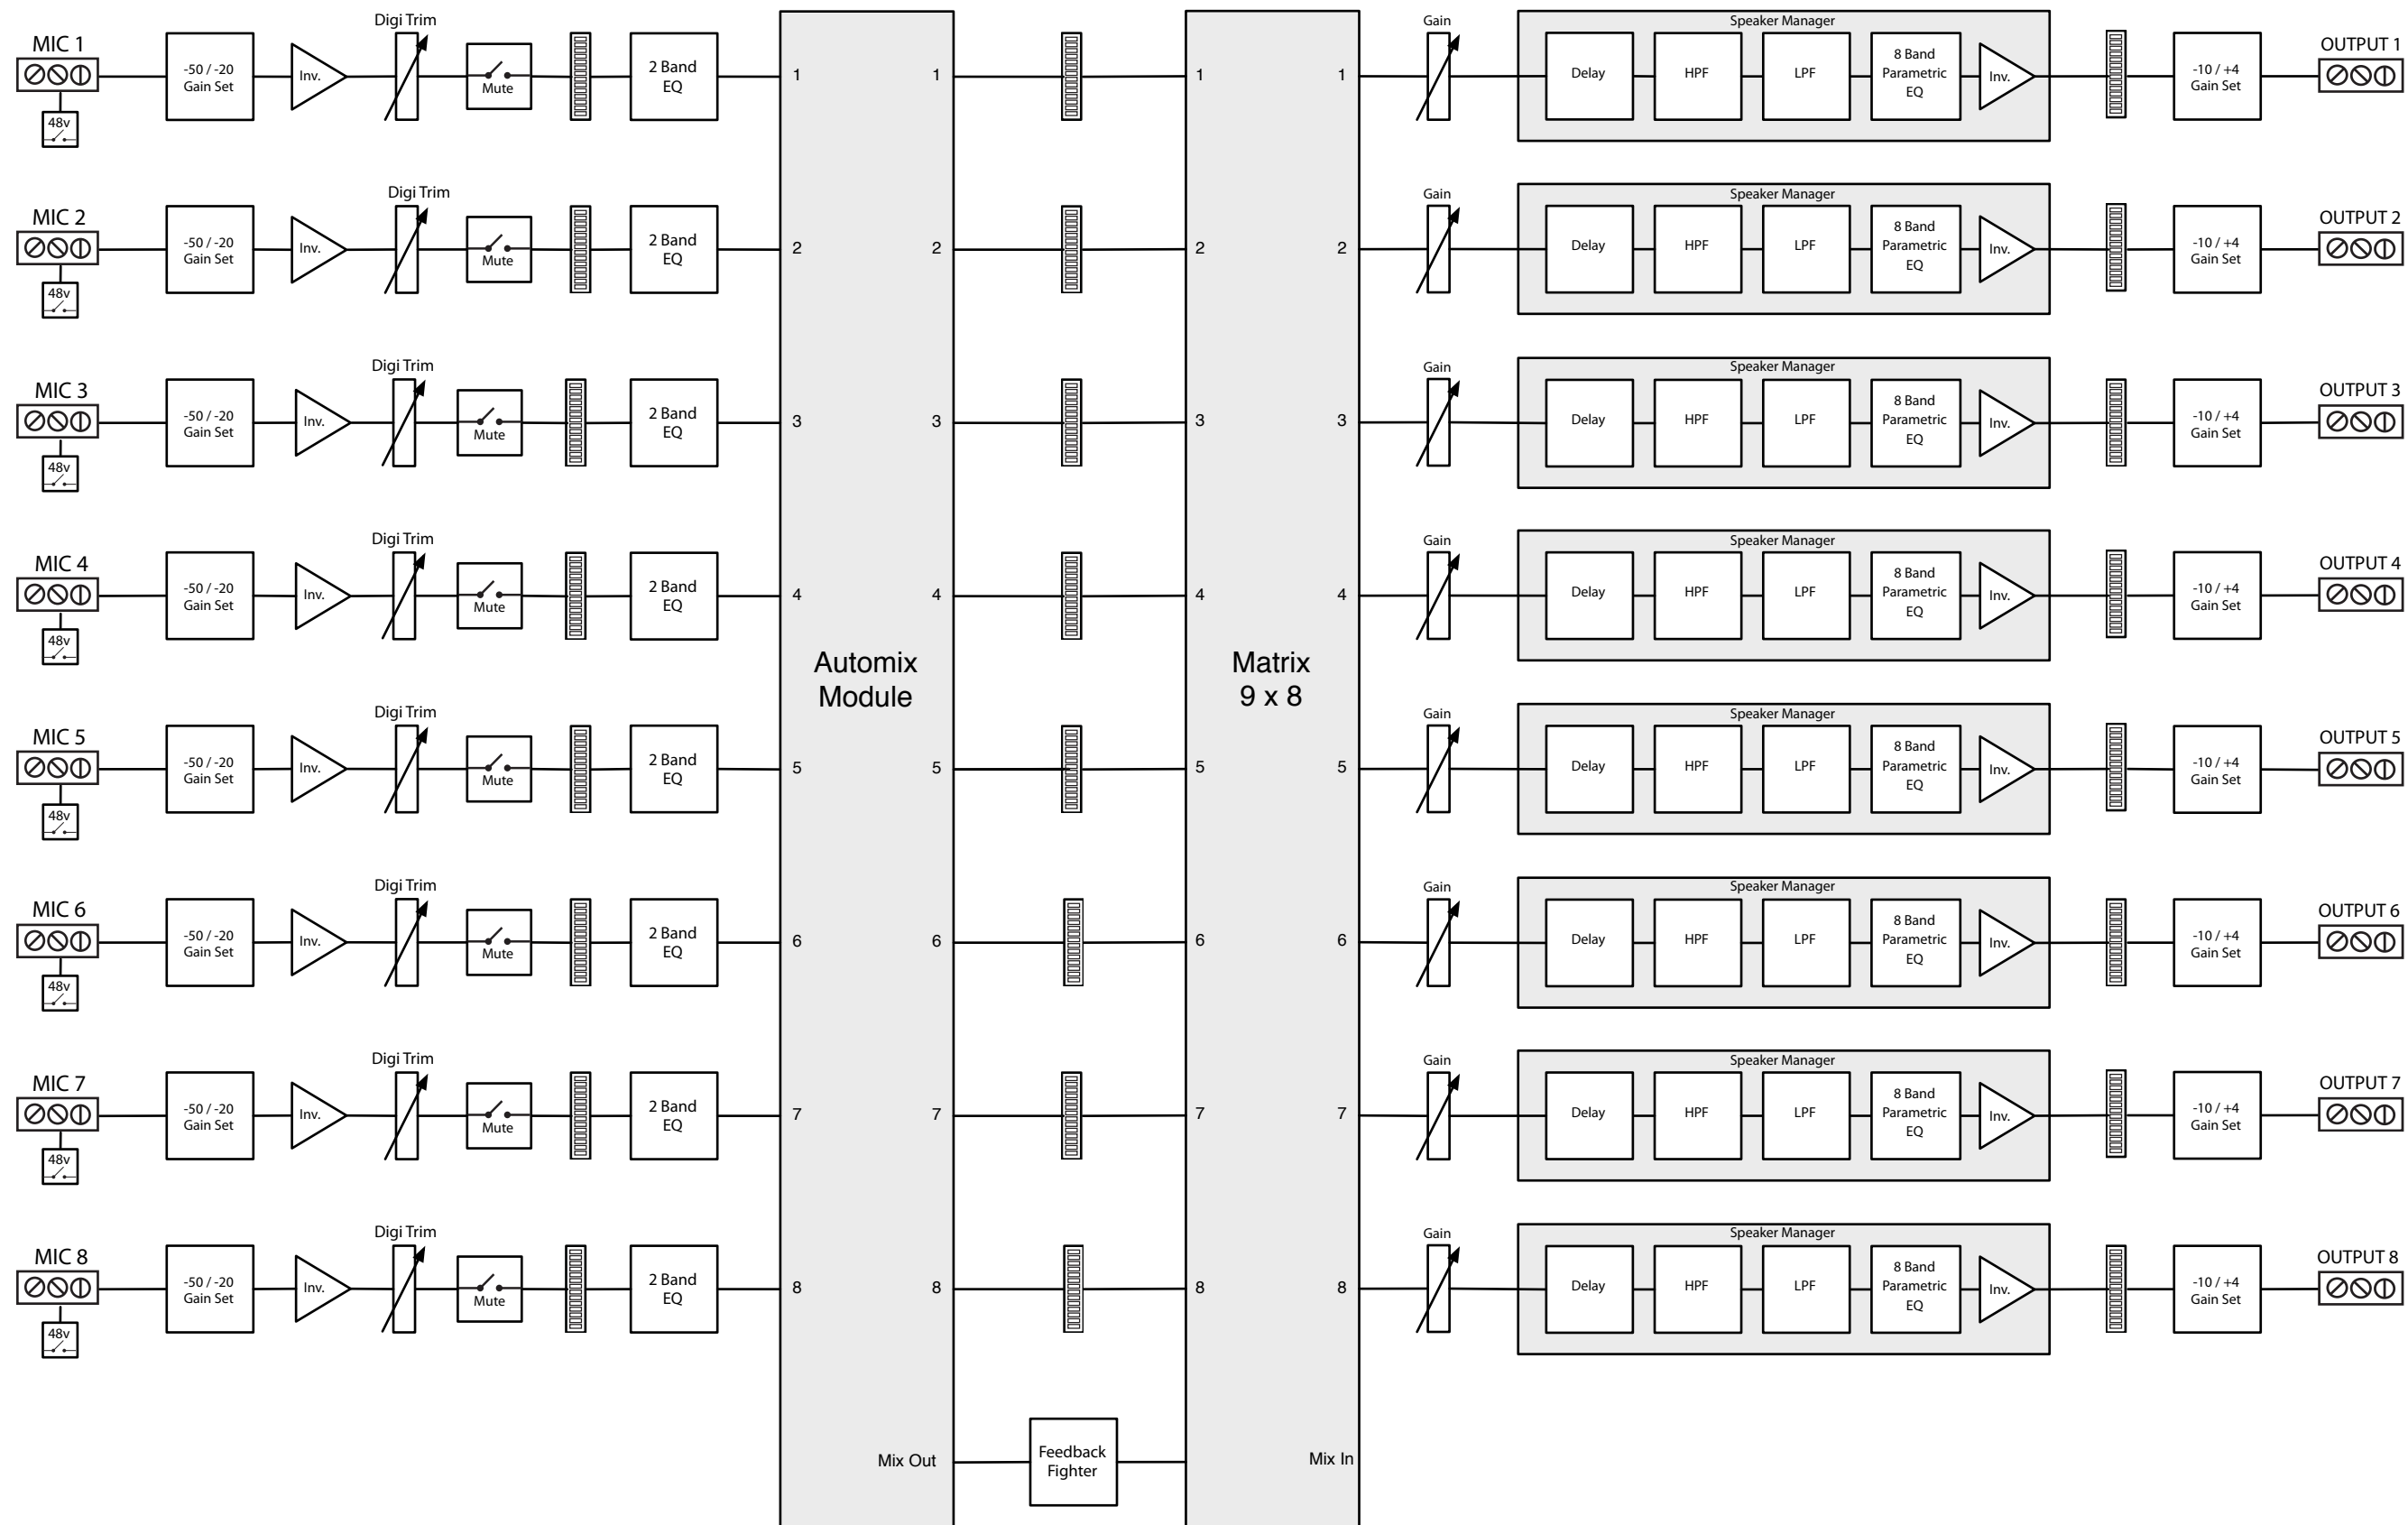 MIC 1
48v
-50 / -20
Gain Set
Inv.
Digi Trim
Mute
2 Band
EQ
1
1
1
1
Gain
Speaker Manager
Delay
HPF
LPF
8 Band
Parametric
EQ
Inv.
-10 / +4
Gain Set
OUTPUT 1
MIC 2
48v
-50 / -20
Gain Set
Inv.
Digi Trim
Mute
2 Band
EQ
2
2
2
2
Gain
Speaker Manager
Delay
HPF
LPF
8 Band
Parametric
EQ
Inv.
-10 / +4
Gain Set
OUTPUT 2
MIC 3
48v
-50 / -20
Gain Set
Inv.
Digi Trim
Mute
2 Band
EQ
3
3
3
3
Gain
Speaker Manager
Delay
HPF
LPF
8 Band
Parametric
EQ
Inv.
-10 / +4
Gain Set
OUTPUT 3
MIC 4
48v
-50 / -20
Gain Set
Inv.
Digi Trim
Mute
2 Band
EQ
4
4
4
4
Gain
Speaker Manager
Delay
HPF
LPF
8 Band
Parametric
EQ
Inv.
-10 / +4
Gain Set
OUTPUT 4
Automix
Module
Matrix
9 x 8
MIC 5
48v
-50 / -20
Gain Set
Inv.
Digi Trim
Mute
2 Band
EQ
5
5
5
5
Gain
Speaker Manager
Delay
HPF
LPF
8 Band
Parametric
EQ
Inv.
-10 / +4
Gain Set
OUTPUT 5
MIC 6
48v
-50 / -20
Gain Set
Inv.
Digi Trim
Mute
2 Band
EQ
6
6
6
6
Gain
Speaker Manager
Delay
HPF
LPF
8 Band
Parametric
EQ
Inv.
-10 / +4
Gain Set
OUTPUT 6
MIC 7
48v
-50 / -20
Gain Set
Inv.
Digi Trim
Mute
2 Band
EQ
7
7
7
7
Gain
Speaker Manager
Delay
HPF
LPF
8 Band
Parametric
EQ
Inv.
-10 / +4
Gain Set
OUTPUT 7
MIC 8
48v
-50 / -20
Gain Set
Inv.
Digi Trim
Mute
2 Band
EQ
8
8
8
8
Gain
Speaker Manager
Delay
HPF
LPF
8 Band
Parametric
EQ
Inv.
-10 / +4
Gain Set
OUTPUT 8
Mix Out
Feedback
Fighter
Mix In